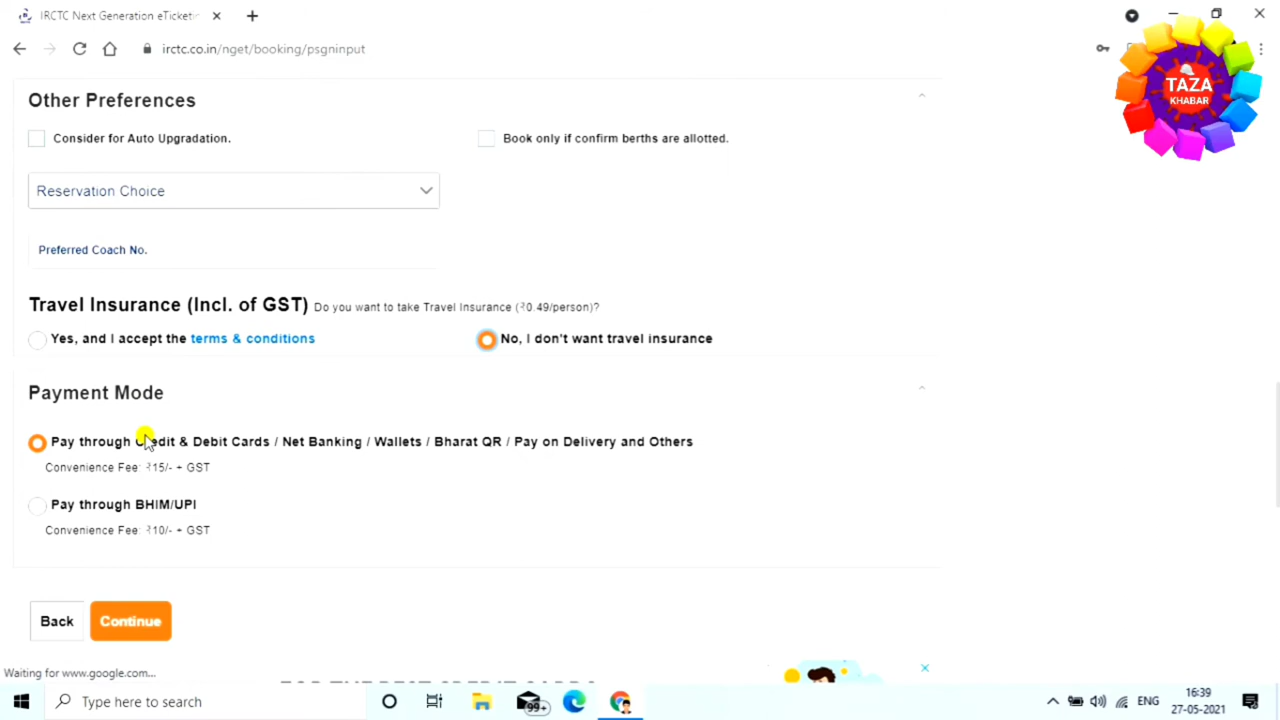 IRCTC Next Generation eTicket
irctc.co.in/nget/booking/psgninput
TAZA
KHABAR
Other Preferences
Consider for Auto Upgradation.
Book only if confirm berths are allotted.
Reservation Choice
Preferred Coach No.
Travel Insurance (Incl. of GST) Do you want to take Travel Insurance (₹0.49/person)?
Yes, and I accept the terms & conditions
No, I don't want travel insurance
Payment Mode
Pay through Credit & Debit Cards / Net Banking / Wallets / Bharat QR / Pay on Delivery and Others
Convenience Fee: ₹15/- + GST
Pay through BHIM/UPI
Convenience Fee: ₹10/- + GST
Back
Continue
Waiting for www.google.com...
Type here to search
99+
ENG
16:39
27-05-2021